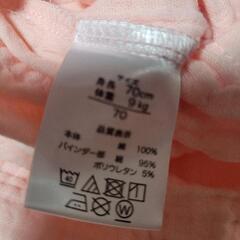 サイズ
身長 70cm
体重 9kg
70
品質表示
本体 綿 100%
バインダー部 綿 95%
ポリウレタン 5%